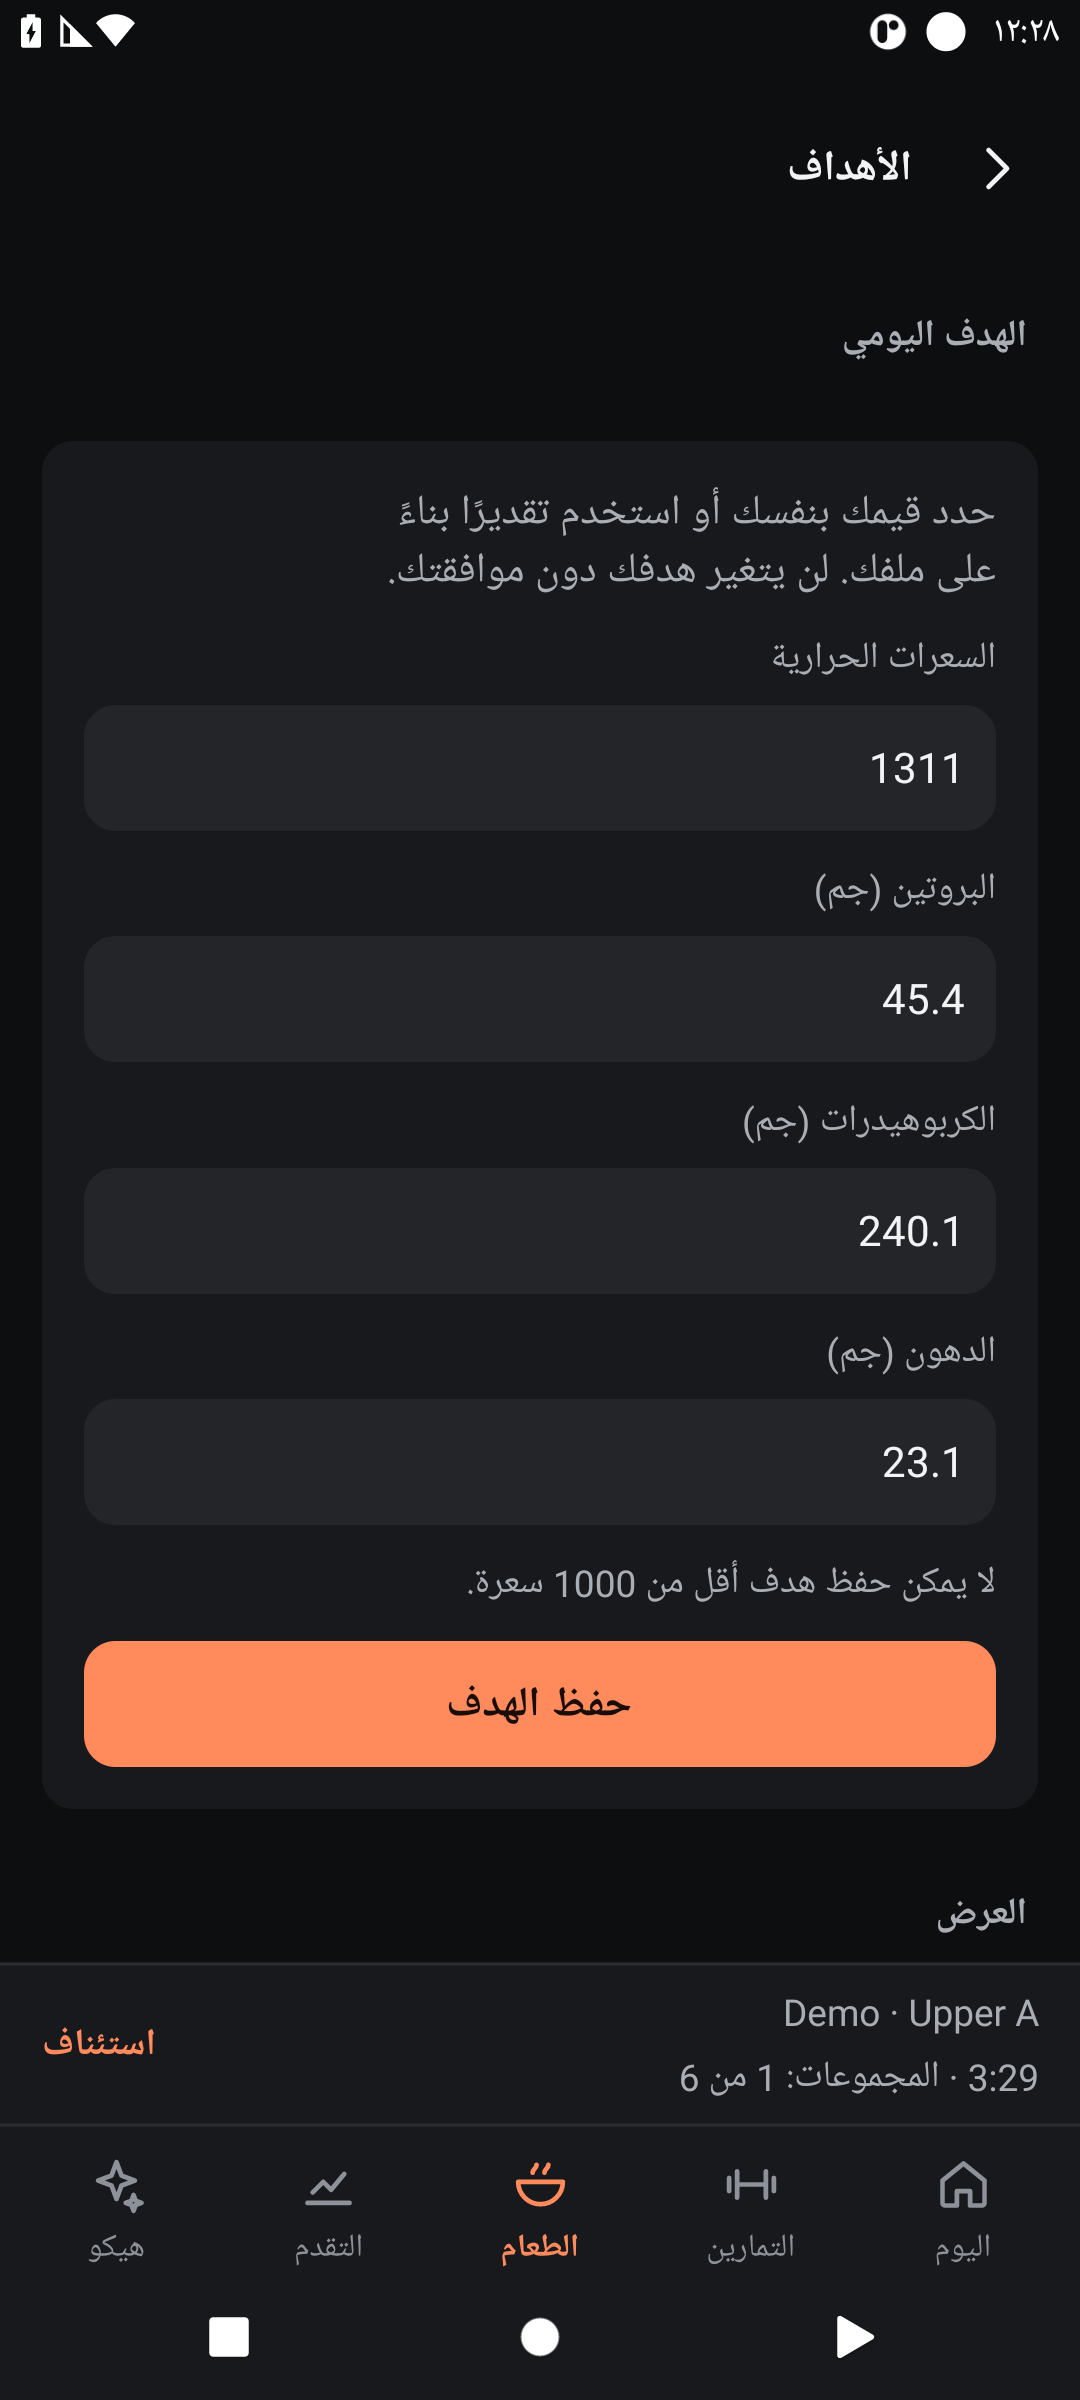 ١٢:٢٨
الأهداف
الهدف اليومي
حدد قيمك بنفسك أو استخدم تقديرًا بناءً
على ملفك. لن يتغير هدفك دون موافقتك.
السعرات الحرارية
1311
البروتين (جم)
45.4
الكربوهيدرات (جم)
240.1
الدهون (جم)
23.1
لا يمكن حفظ هدف أقل من 1000 سعرة.
حفظ الهدف
العرض
Demo · Upper A
3:29 · المجموعات: 1 من 6
استئناف
اليوم
التمارين
الطعام
التقدم
هيكو